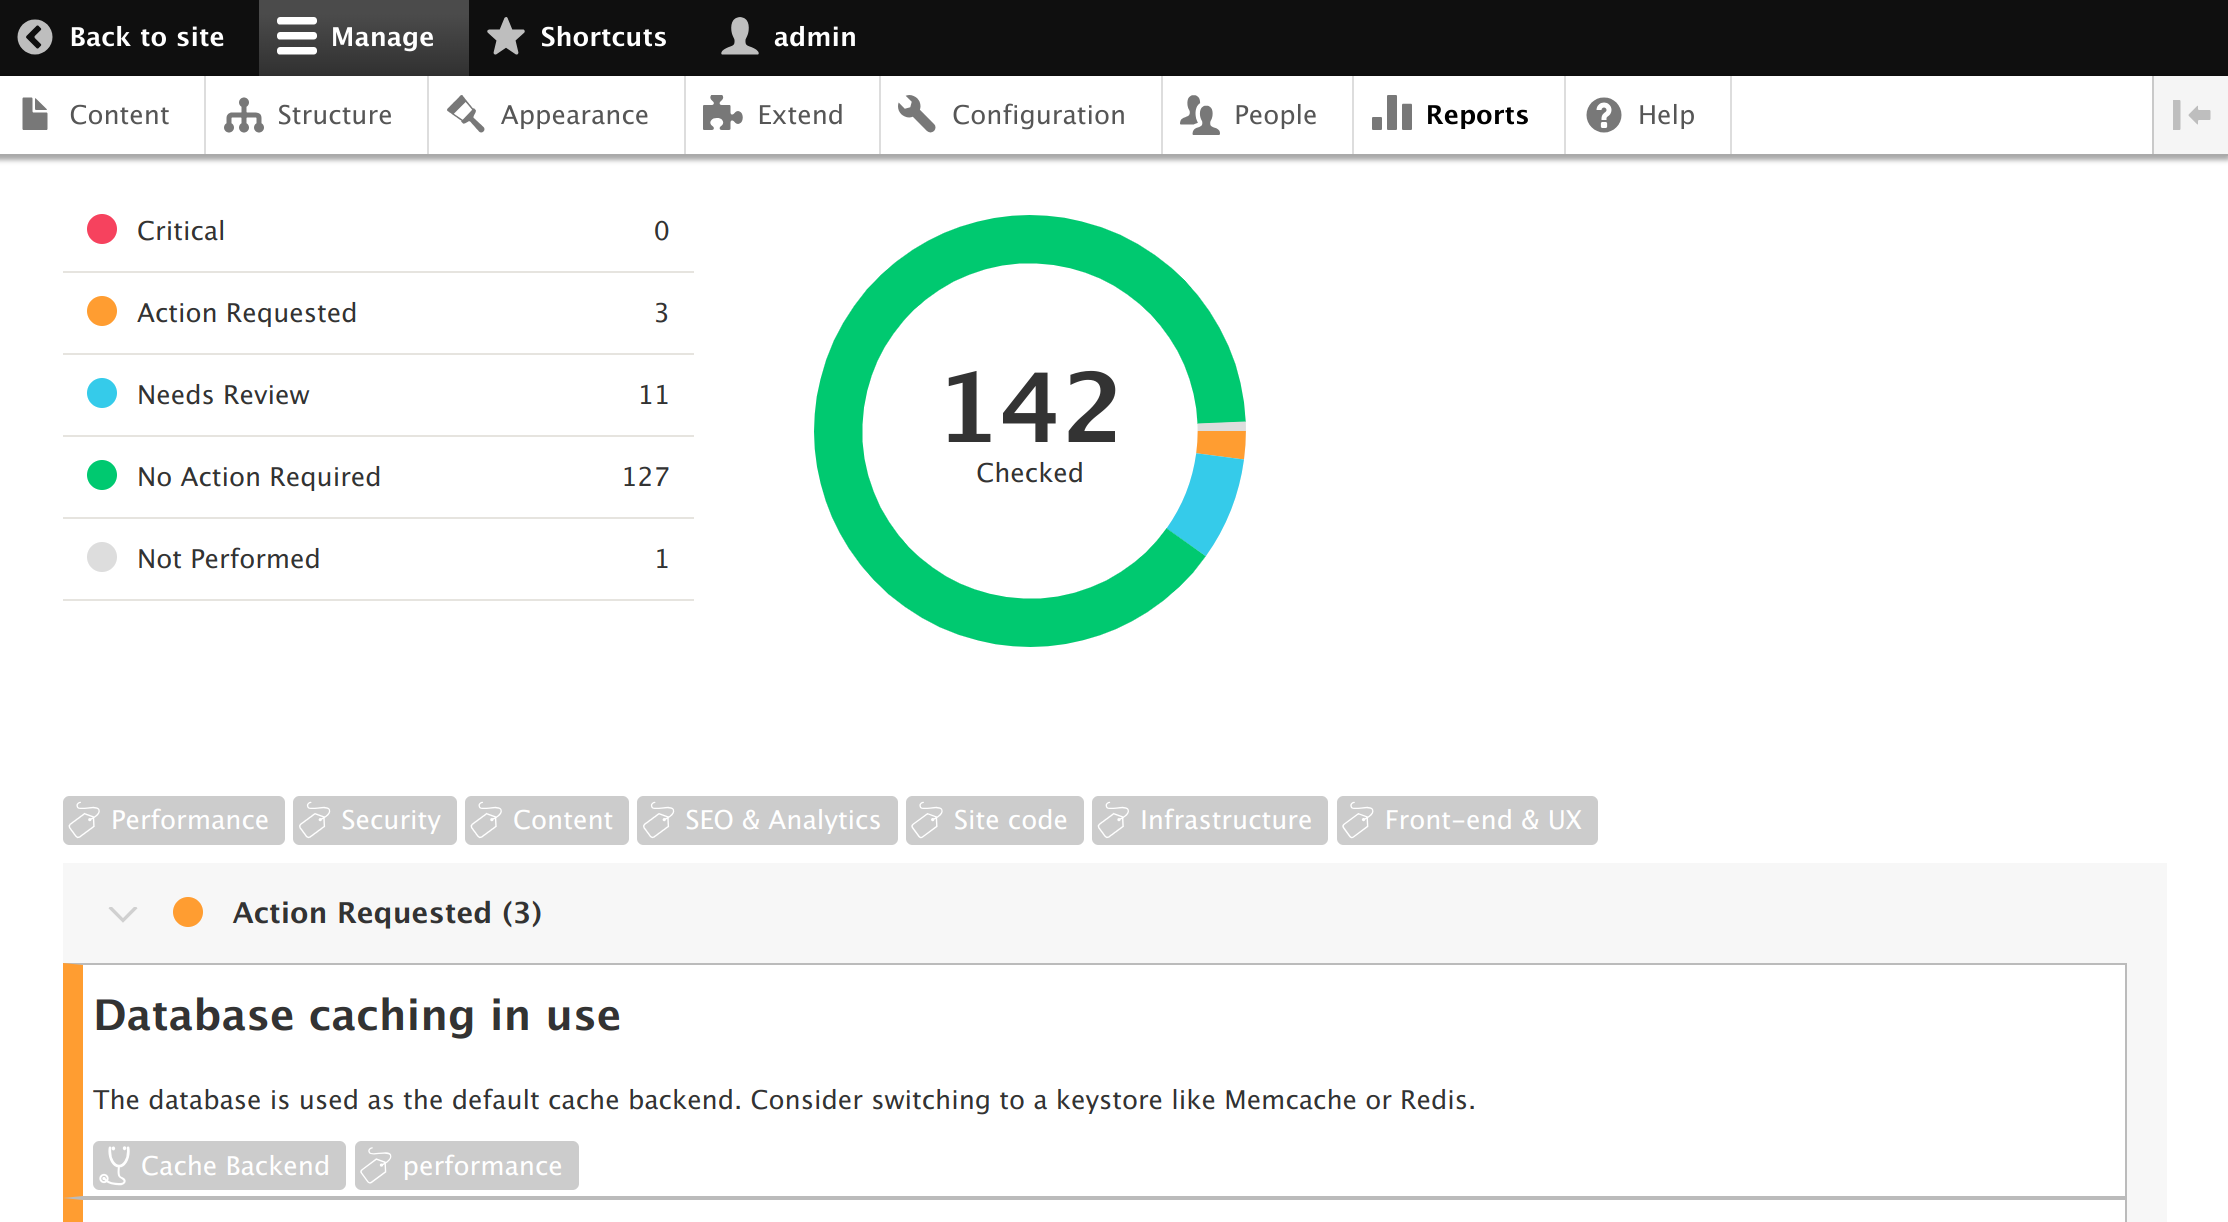 Back to site Manage Shortcuts admin
Content Structure Appearance Extend Configuration People Reports Help
Critical 0
Action Requested 3
Needs Review 11
No Action Required 127
Not Performed 1
142
Checked
Performance Security Content SEO & Analytics Site code Infrastructure Front-end & UX
Action Requested (3)
Database caching in use
The database is used as the default cache backend. Consider switching to a keystore like Memcache or Redis.
Cache Backend performance